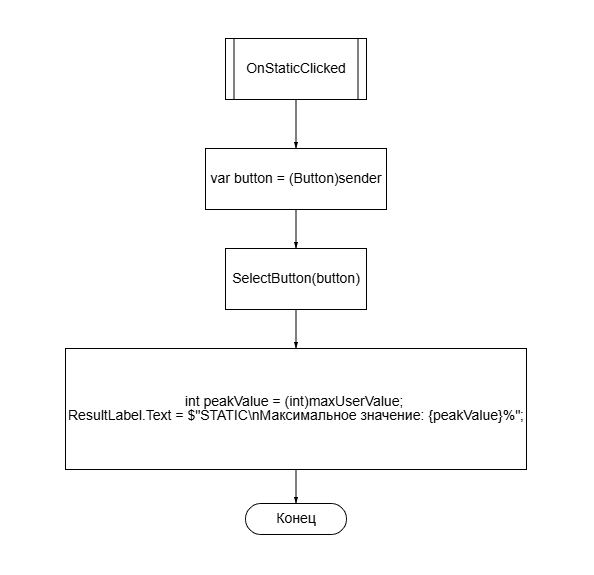 OnStaticClicked
var button = (Button)sender
SelectButton(button)
int peakValue = (int)maxUserValue;
ResultLabel.Text = $"STATIC\nМаксимальное значение: {peakValue}%";
Конец